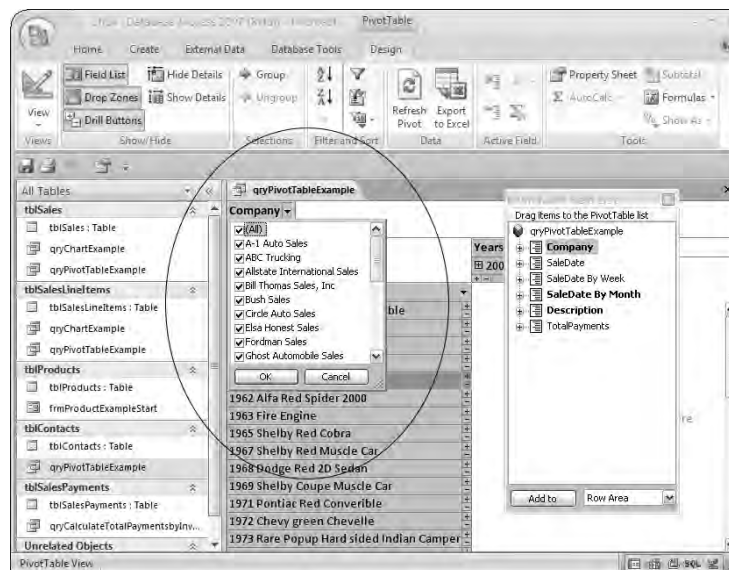 PivotTable
Home Create External Data Database Tools Design
View
Views
Field List
Drop Zones
Drill Buttons
Hide Details
Show Details
Show/Hide
Group
Ungroup
Selections
Filter and Sort
Refresh Pivot
Export to Excel
Data
Active Field
Property Sheet
AutoCalc
Subtotal
Formulas
Show As
Tools
All Tables
tblSales
tblSales : Table
qryChartExample
qryPivotTableExample
tblSalesLineItems
tblSalesLineItems : Table
qryChartExample
qryPivotTableExample
tblProducts
tblProducts : Table
frmProductExampleStart
tblContacts
tblContacts : Table
qryPivotTableExample
tblSalesPayments
tblSalesPayments : Table
qryCalculateTotalPaymentsbyInv...
Unrelated Objects
qryPivotTableExample
Company
(All)
A-1 Auto Sales
ABC Trucking
Allstate International Sales
Bill Thomas Sales, Inc
Bush Sales
Circle Auto Sales
Elsa Honest Sales
Fordman Sales
Ghost Automobile Sales
OK Cancel
ble
1962 Alfa Red Spider 2000
1963 Fire Engine
1965 Shelby Red Cobra
1967 Shelby Red Muscle Car
1968 Dodge Red 2D Sedan
1969 Shelby Coupe Muscle Car
1971 Pontiac Red Converible
1972 Chevy green Chevelle
1973 Rare Popup Hard sided Indian Camper
Years
200
re
Drag items to the PivotTable list
qryPivotTableExample
Company
SaleDate
SaleDate By Week
SaleDate By Month
Description
TotalPayments
Add to Row Area
PivotTable View
SQL